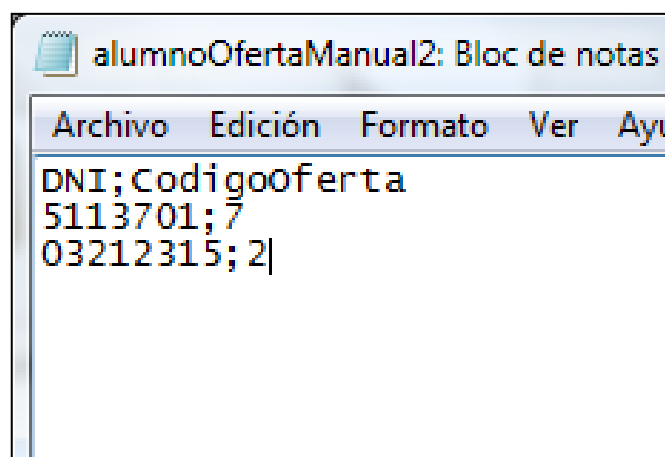 alumnoOfertaManual2: Bloc de notas
Archivo Edición Formato Ver Ayu
DNI;CodigoOferta
5113701;7
03212315;2